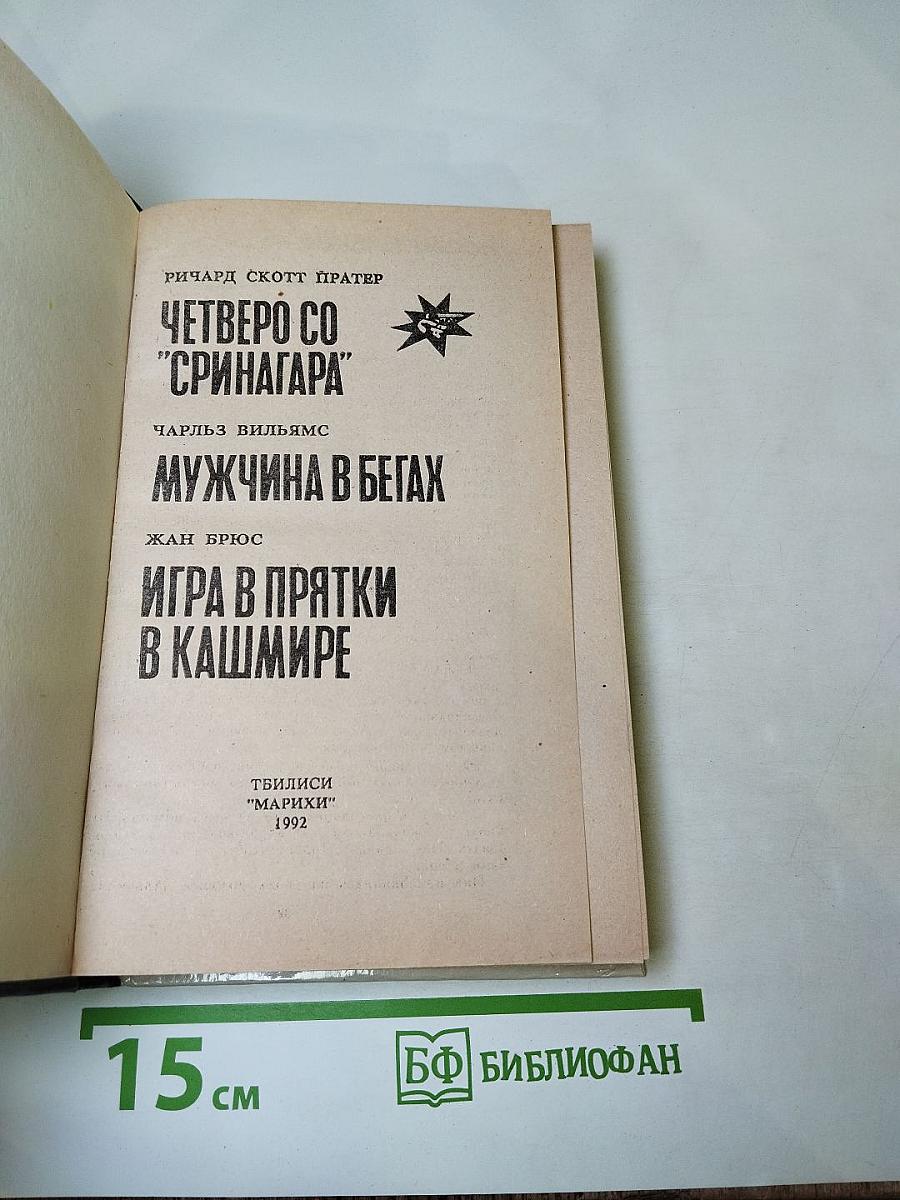 РИЧАРД СКОТТ ПРАТЕР
ЧЕТВЕРО СО
"СРИНАГАРА"
ЧАРЛЬЗ ВИЛЬЯМС
МУЖЧИНА В БЕГАХ
ЖАН БРЮС
ИГРА В ПРЯТКИ
В КАШМИРЕ
ТБИЛИСИ
"МАРИХИ"
1992
15 см
БФ БИБЛИОФАН